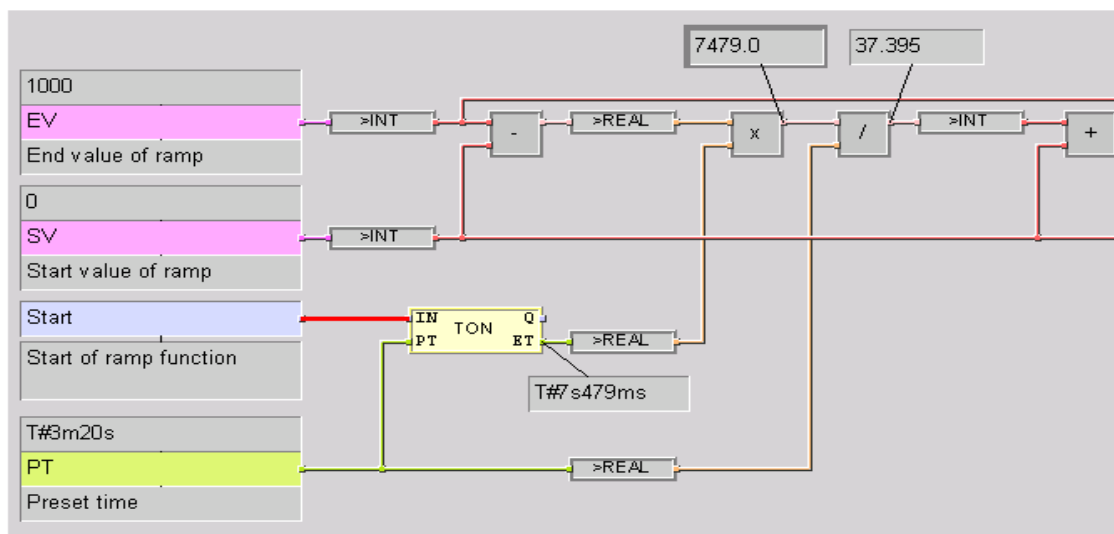 7479.0
37.395
1000
EV
End value of ramp
>INT
-
>REAL
x
/
>INT
+
0
SV
Start value of ramp
>INT
Start
Start of ramp function
IN
Q
TON
PT
ET
>REAL
T#7s479ms
T#3m20s
PT
Preset time
>REAL